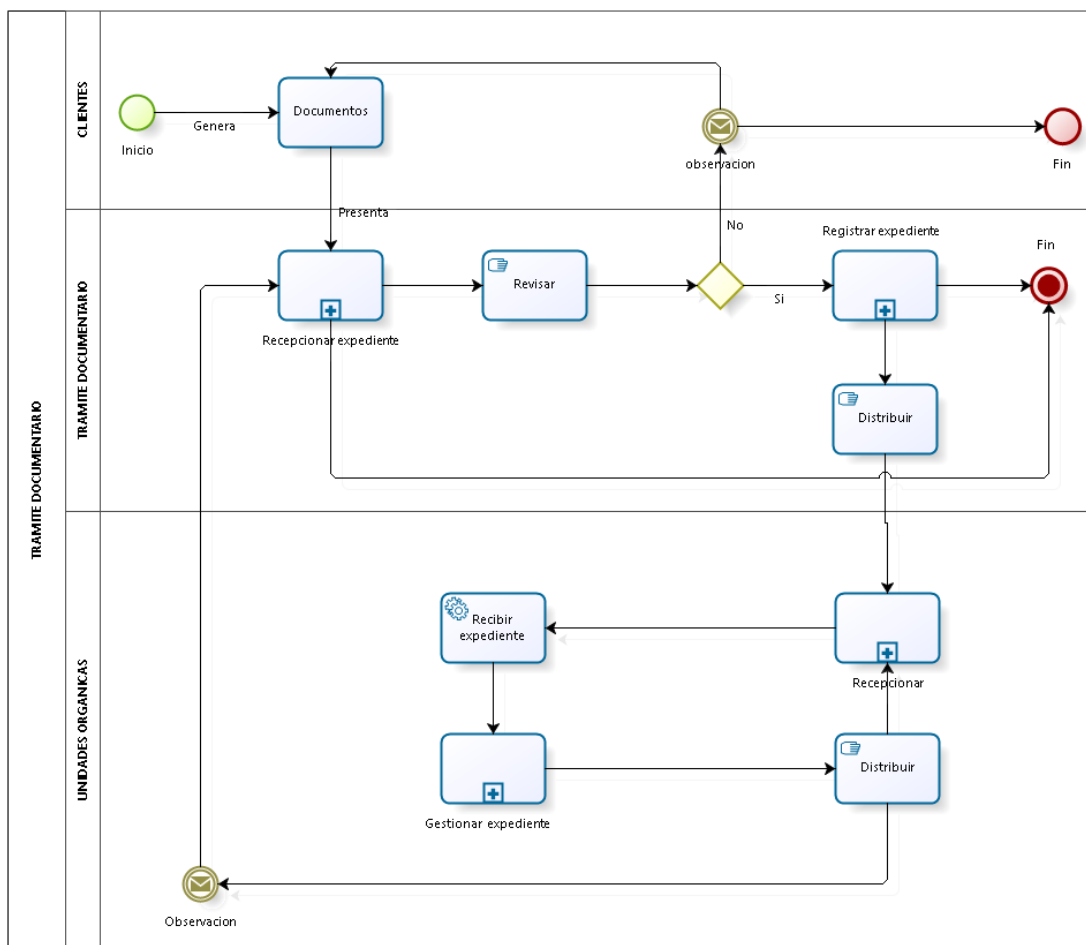 TRAMITE DOCUMENTARIO
CLIENTES
Inicio
Genera
Documentos
observacion
Fin
Presenta
TRAMITE DOCUMENTARIO
Recepcionar expediente
Revisar
No
Si
Registrar expediente
Fin
Distribuir
UNIDADES ORGANICAS
Recibir
expediente
Recepcionar
Gestionar expediente
Distribuir
Observacion